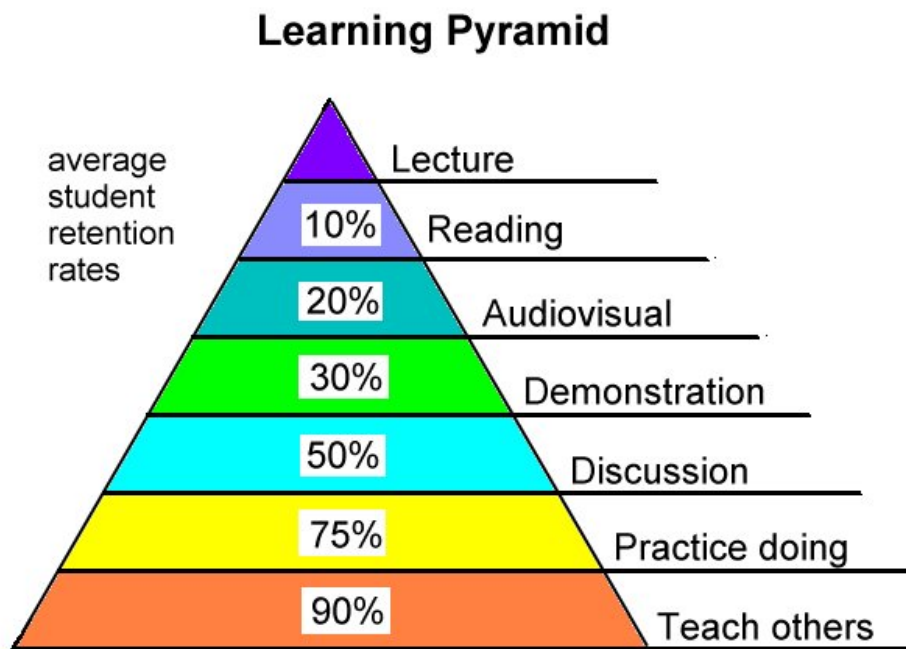 Learning Pyramid
average
student
retention
rates
Lecture
10% Reading
20% Audiovisual
30% Demonstration
50% Discussion
75% Practice doing
90% Teach others